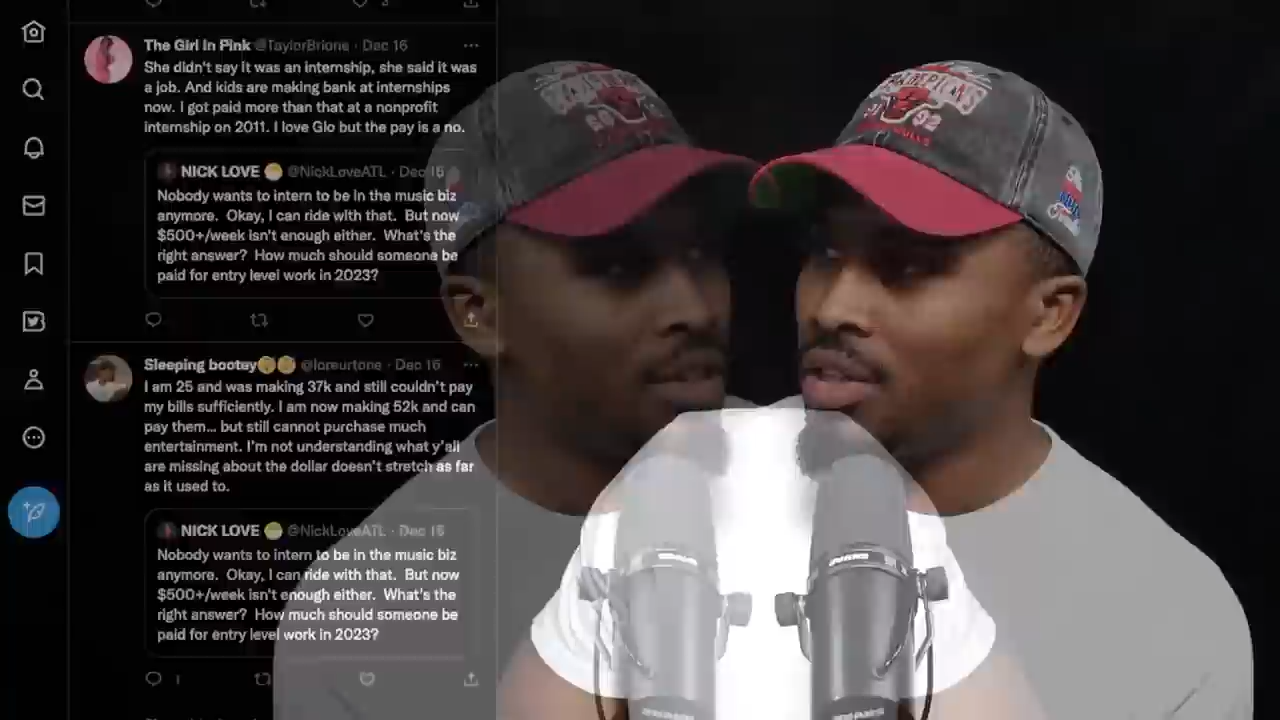 The Girl In Pink @TaylorBrione · Dec 16
She didn't say it was an internship, she said it was
a job. And kids are making bank at internships
now. I got paid more than that at a nonprofit
internship on 2011. I love Glo but the pay is a no.
NICK LOVE @NickLoveATL · Dec 16
Nobody wants to intern to be in the music biz
anymore. Okay, I can ride with that. But now
$500+/week isn't enough either. What's the
right answer? How much should someone be
paid for entry level work in 2023?
Sleeping bootey @loreurtone · Dec 16
I am 25 and was making 37k and still couldn't pay
my bills sufficiently. I am now making 52k and can
pay them... but still cannot purchase much
entertainment. I'm not understanding what y'all
are missing about the dollar doesn't stretch as far
as it used to.
NICK LOVE @NickLoveATL · Dec 16
Nobody wants to intern to be in the music biz
anymore. Okay, I can ride with that. But now
$500+/week isn't enough either. What's the
right answer? How much should someone be
paid for entry level work in 2023?
1
92